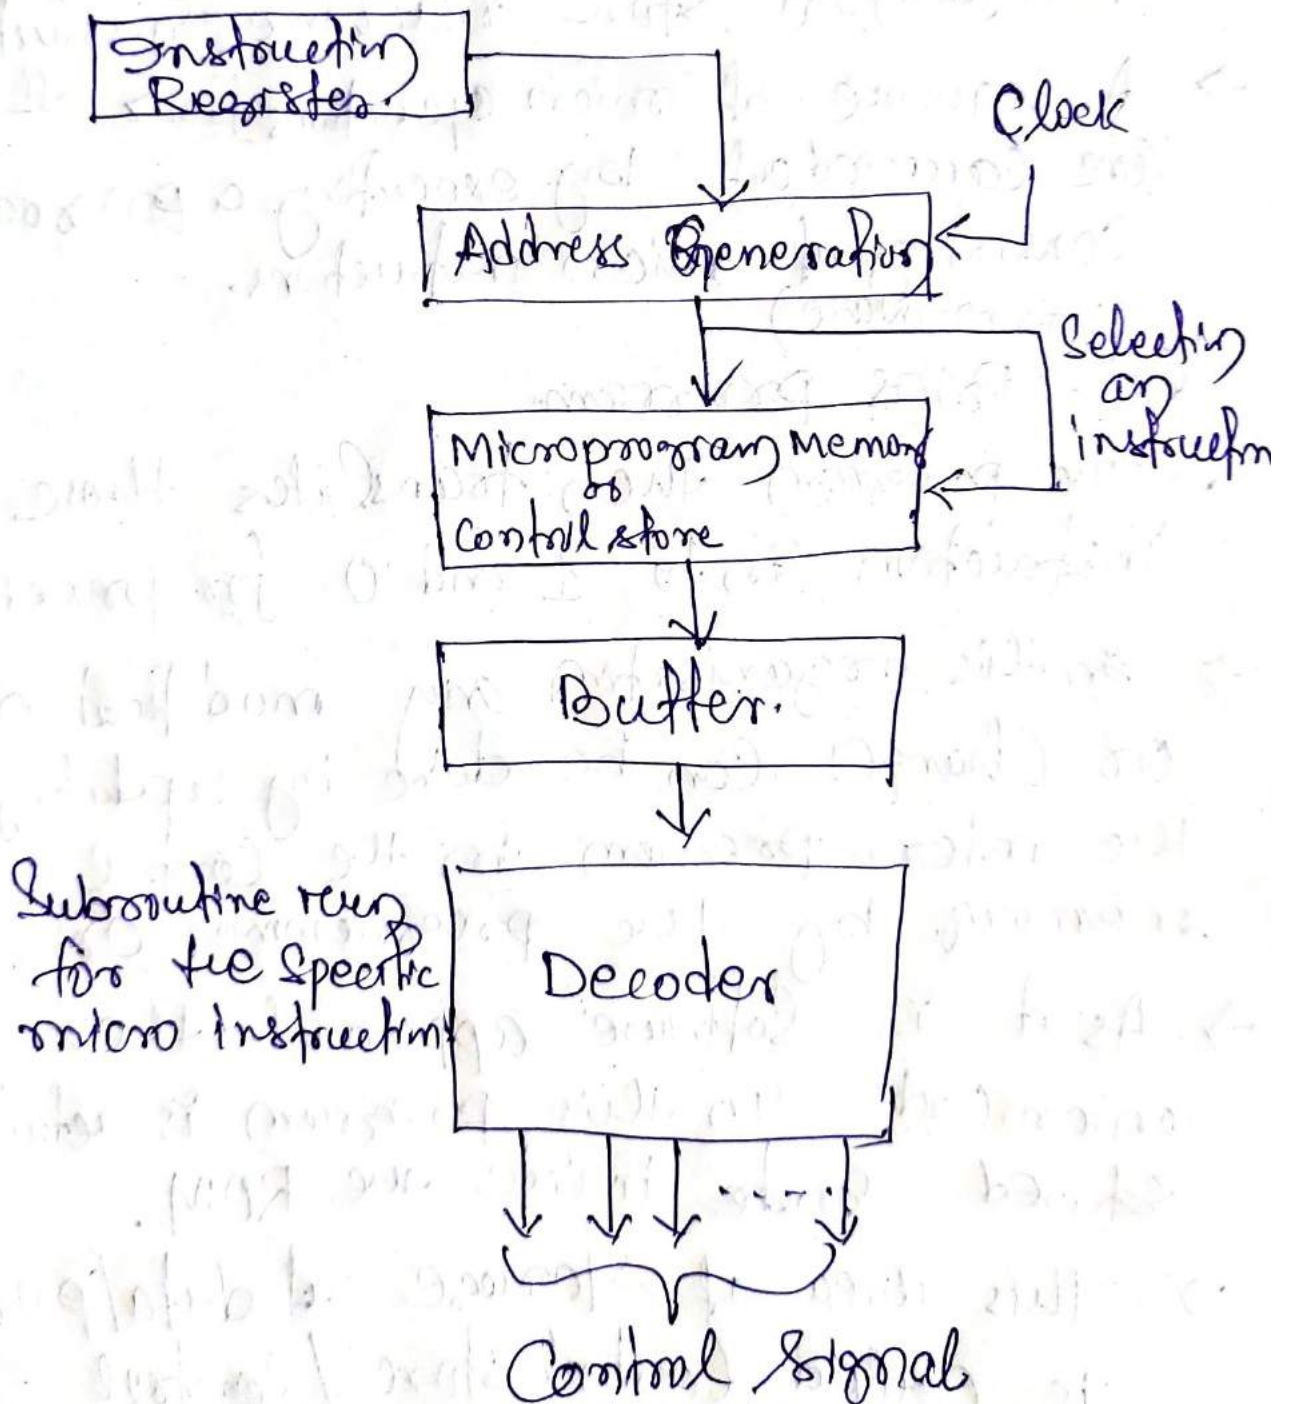 Instruction
Register
Clock
Address Generation
Selecting
an
instruction
Microprogram Memory
or
Control store
Buffer.
Subroutine run
for the specific
micro instruction
Decoder
.....
Control Signal